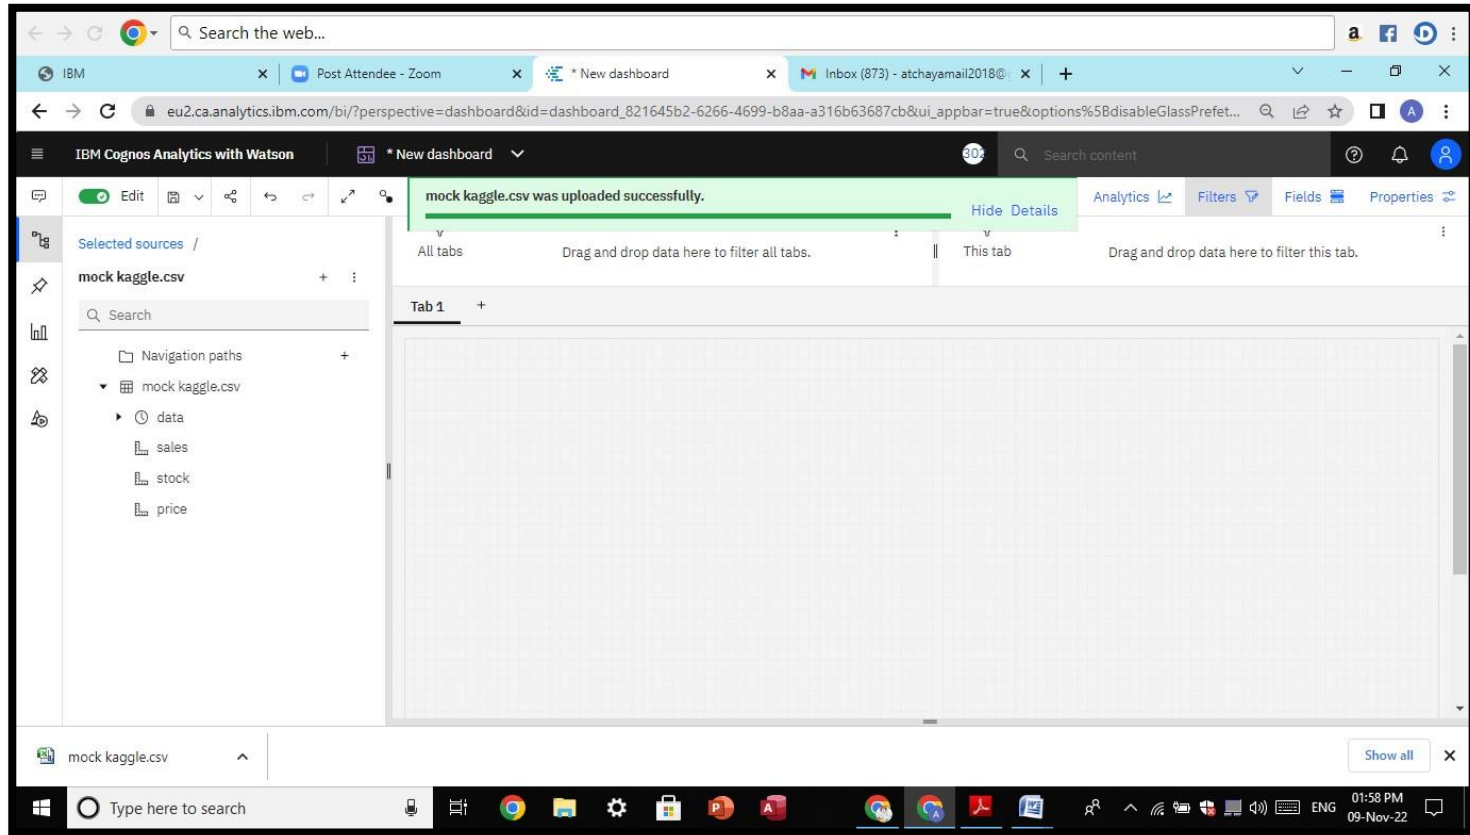 Search the web...
IBM
Post Attendee - Zoom
* New dashboard
Inbox (873) - atchayamail2018@
eu2.ca.analytics.ibm.com/bi/?perspective=dashboard&id=dashboard_821645b2-6266-4699-b8aa-a316b63687cb&ui_appbar=true&options%5BdisableGlassPrefet...
A
IBM Cognos Analytics with Watson
* New dashboard
302
Search content
Edit
mock kaggle.csv was uploaded successfully.
Hide Details
Analytics
Filters
Fields
Properties
Selected sources /
All tabs
Drag and drop data here to filter all tabs.
This tab
Drag and drop data here to filter this tab.
mock kaggle.csv
Tab 1
Search
Navigation paths
mock kaggle.csv
data
sales
stock
price
mock kaggle.csv
Show all
Type here to search
ENG
01:58 PM
09-Nov-22